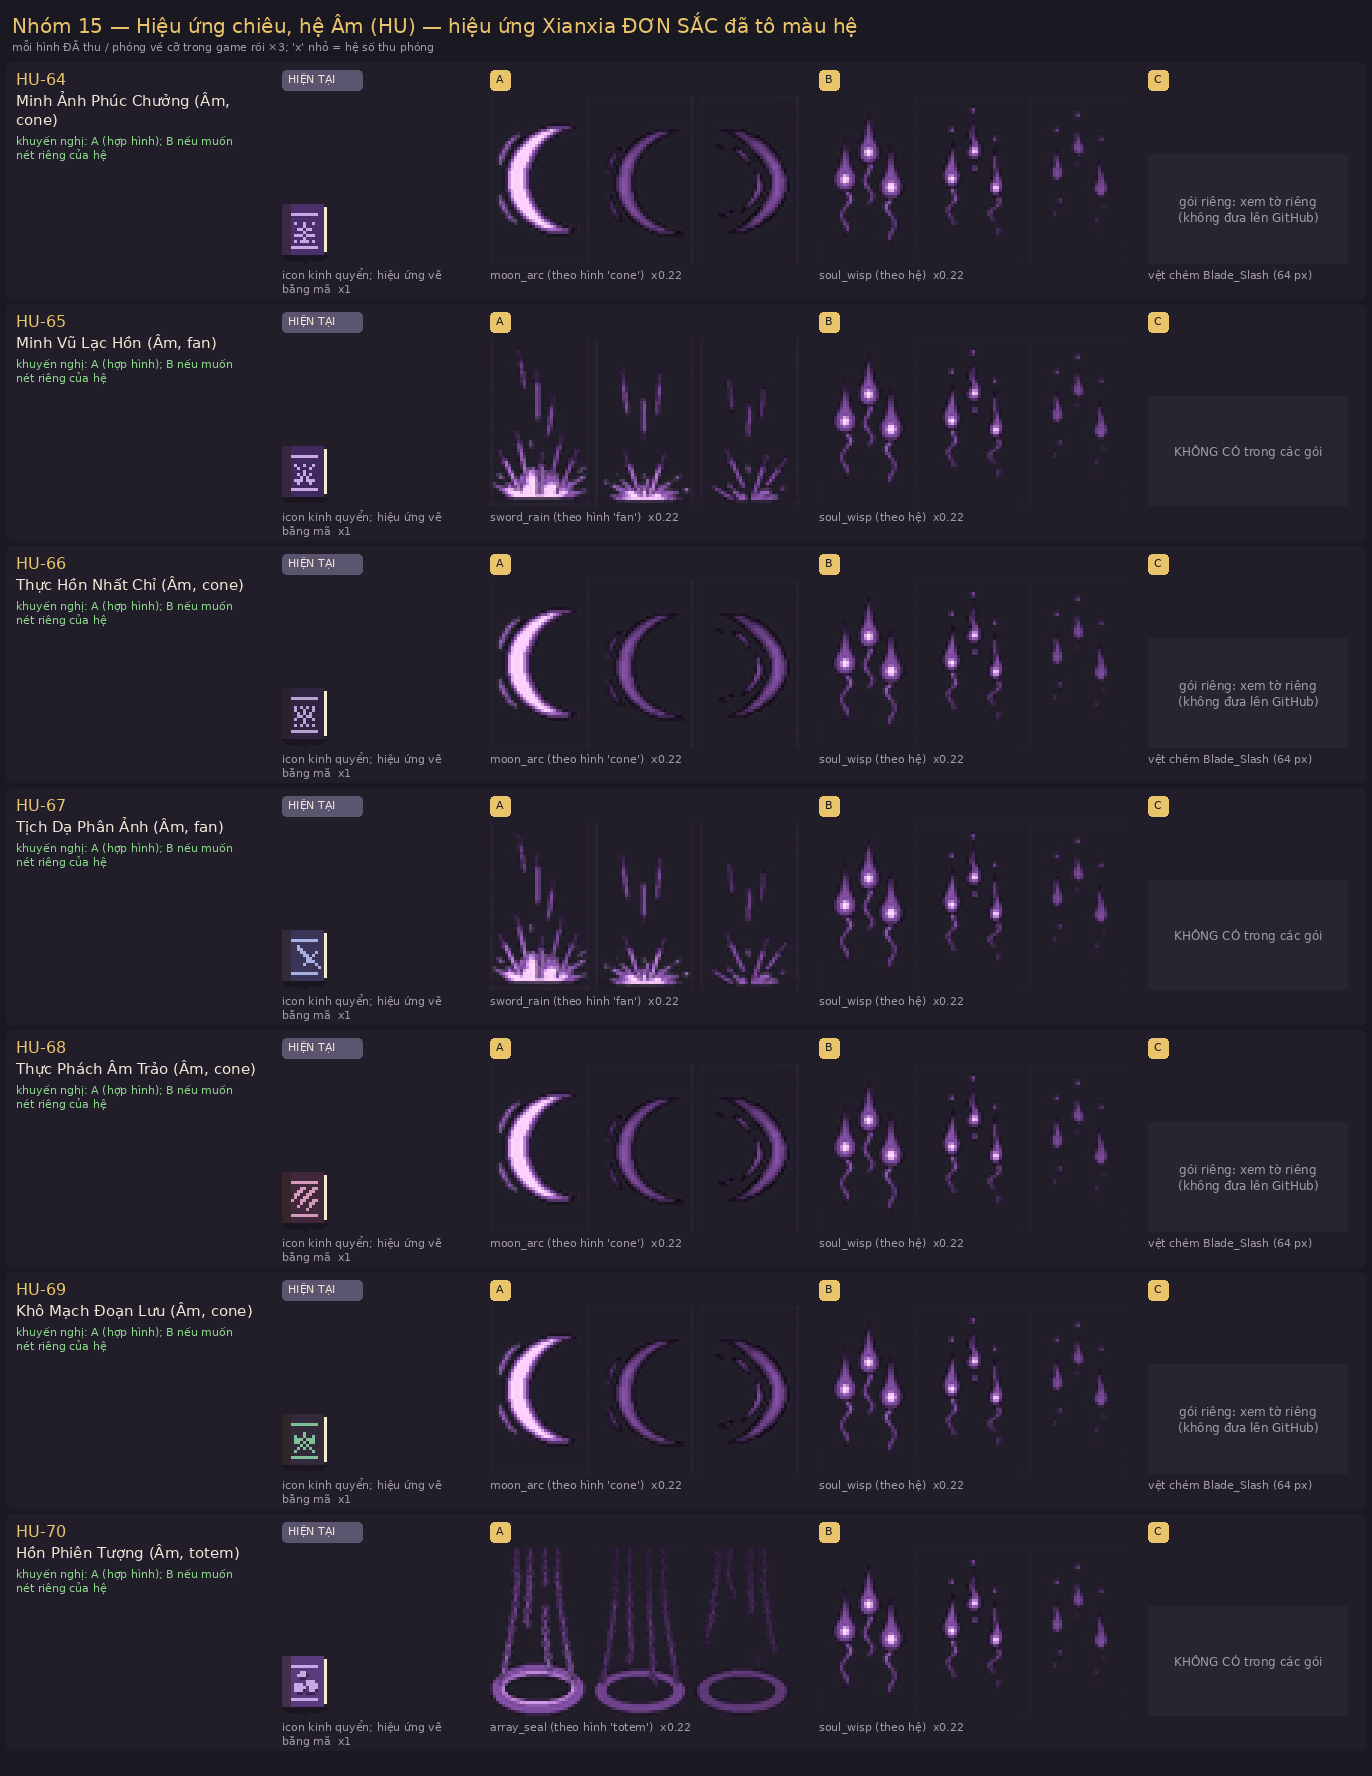 Nhóm 15 — Hiệu ứng chiêu, hệ Âm (HU) — hiệu ứng Xianxia ĐƠN SẮC đã tô màu hệ
mỗi hình ĐÃ thu / phóng về cỡ trong game rồi ×3; 'x' nhỏ = hệ số thu phóng
HU-64
Minh Ảnh Phúc Chưởng (Âm,
cone)
khuyến nghị: A (hợp hình); B nếu muốn
nét riêng của hệ
HIỆN TẠI
icon kinh quyển; hiệu ứng vẽ
bằng mã x1
A
moon_arc (theo hình 'cone') x0.22
B
soul_wisp (theo hệ) x0.22
C
gói riêng: xem tờ riêng
(không đưa lên GitHub)
vệt chém Blade_Slash (64 px)
HU-65
Minh Vũ Lạc Hồn (Âm, fan)
khuyến nghị: A (hợp hình); B nếu muốn
nét riêng của hệ
HIỆN TẠI
icon kinh quyển; hiệu ứng vẽ
bằng mã x1
A
sword_rain (theo hình 'fan') x0.22
B
soul_wisp (theo hệ) x0.22
C
KHÔNG CÓ trong các gói
HU-66
Thực Hồn Nhất Chỉ (Âm, cone)
khuyến nghị: A (hợp hình); B nếu muốn
nét riêng của hệ
HIỆN TẠI
icon kinh quyển; hiệu ứng vẽ
bằng mã x1
A
moon_arc (theo hình 'cone') x0.22
B
soul_wisp (theo hệ) x0.22
C
gói riêng: xem tờ riêng
(không đưa lên GitHub)
vệt chém Blade_Slash (64 px)
HU-67
Tịch Dạ Phân Ảnh (Âm, fan)
khuyến nghị: A (hợp hình); B nếu muốn
nét riêng của hệ
HIỆN TẠI
icon kinh quyển; hiệu ứng vẽ
bằng mã x1
A
sword_rain (theo hình 'fan') x0.22
B
soul_wisp (theo hệ) x0.22
C
KHÔNG CÓ trong các gói
HU-68
Thực Phách Âm Trảo (Âm, cone)
khuyến nghị: A (hợp hình); B nếu muốn
nét riêng của hệ
HIỆN TẠI
icon kinh quyển; hiệu ứng vẽ
bằng mã x1
A
moon_arc (theo hình 'cone') x0.22
B
soul_wisp (theo hệ) x0.22
C
gói riêng: xem tờ riêng
(không đưa lên GitHub)
vệt chém Blade_Slash (64 px)
HU-69
Khô Mạch Đoạn Lưu (Âm, cone)
khuyến nghị: A (hợp hình); B nếu muốn
nét riêng của hệ
HIỆN TẠI
icon kinh quyển; hiệu ứng vẽ
bằng mã x1
A
moon_arc (theo hình 'cone') x0.22
B
soul_wisp (theo hệ) x0.22
C
gói riêng: xem tờ riêng
(không đưa lên GitHub)
vệt chém Blade_Slash (64 px)
HU-70
Hồn Phiên Tượng (Âm, totem)
khuyến nghị: A (hợp hình); B nếu muốn
nét riêng của hệ
HIỆN TẠI
icon kinh quyển; hiệu ứng vẽ
bằng mã x1
A
array_seal (theo hình 'totem') x0.22
B
soul_wisp (theo hệ) x0.22
C
KHÔNG CÓ trong các gói